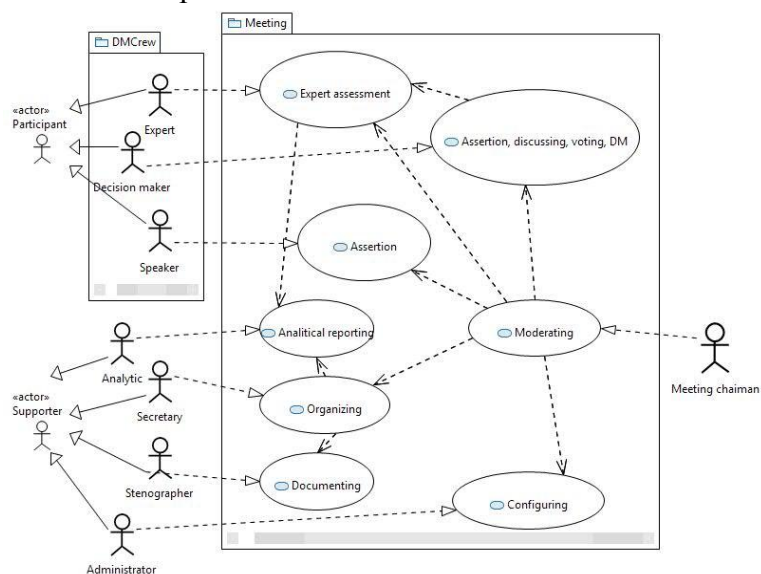 Meeting
DMCrew
Expert assessment
«actor»
Participant
Expert
Assertion, discussing, voting, DM
Decision maker
Assertion
Speaker
Analitical reporting
Moderating
Analytic
Meeting chaiman
«actor»
Supporter
Secretary
Organizing
Stenographer
Documenting
Configuring
Administrator